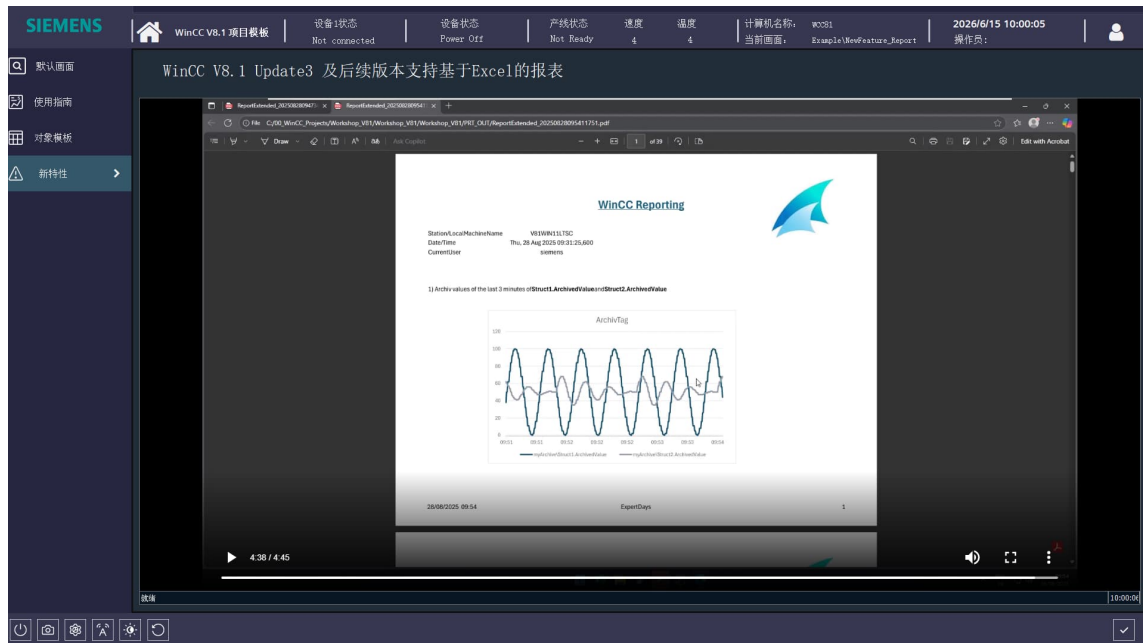 SIEMENS
WinCC V8.1 项目模板
设备1状态
Not connected
设备状态
Power Off
产线状态
Not Ready
速度
4
温度
4
计算机名称:
WCC81
当前画面:
Example\NewFeature_Report
2026/6/15 10:00:05
操作员:
默认画面
使用指南
对象模板
新特性
WinCC V8.1 Update3 及后续版本支持基于Excel的报表
File C:/00_WinCC_Projects/Workshop_V81/Workshop_V81/Workshop_V81/PRT_OUT/ReportExtended_20250828095411751.pdf
Draw
Ask Copilot
1 of 39
Edit with Acrobat
WinCC Reporting
Station/LocalMachineName V81WIN11LTSC
Date/Time Thu, 28 Aug 2025 09:31:25,600
CurrentUser siemens
1) Archiv values of the last 3 minutes of Struct1.ArchivedValue and Struct2.ArchivedValue
ArchivTag
120
100
80
60
40
20
0
09:51 09:51 09:52 09:52 09:52 09:53 09:53 09:54
myArchive\Struct1.ArchivedValue myArchive\Struct2.ArchivedValue
28/08/2025 09:54 ExpertDays 1
4:38 / 4:45
就绪